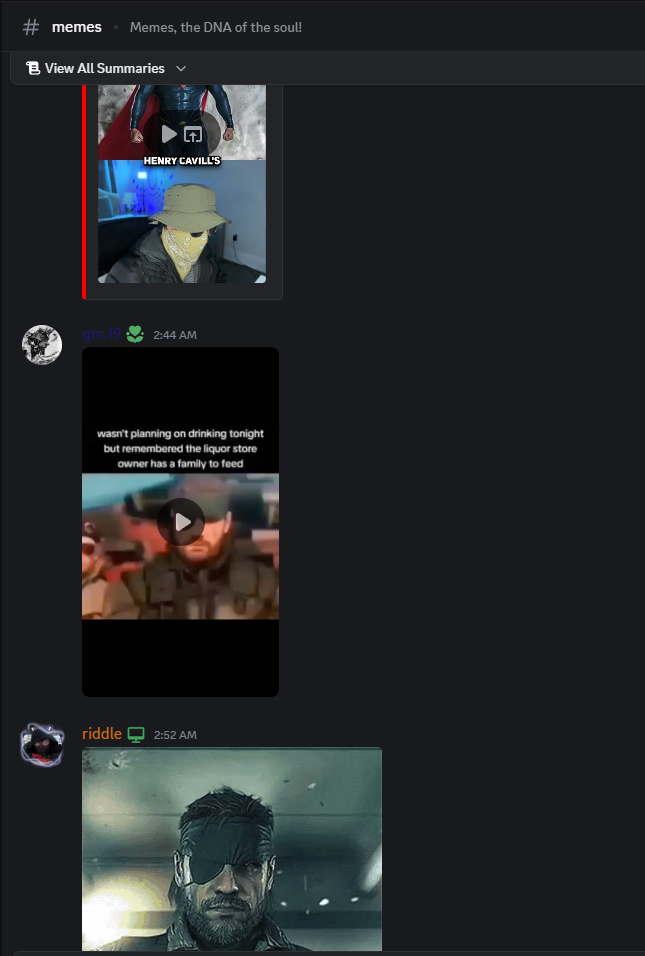 memes • Memes, the DNA of the soul!
View All Summaries
HENRY CAVILL'S
qm19 2:44 AM
wasn't planning on drinking tonight
but remembered the liquor store
owner has a family to feed
riddle 2:52 AM